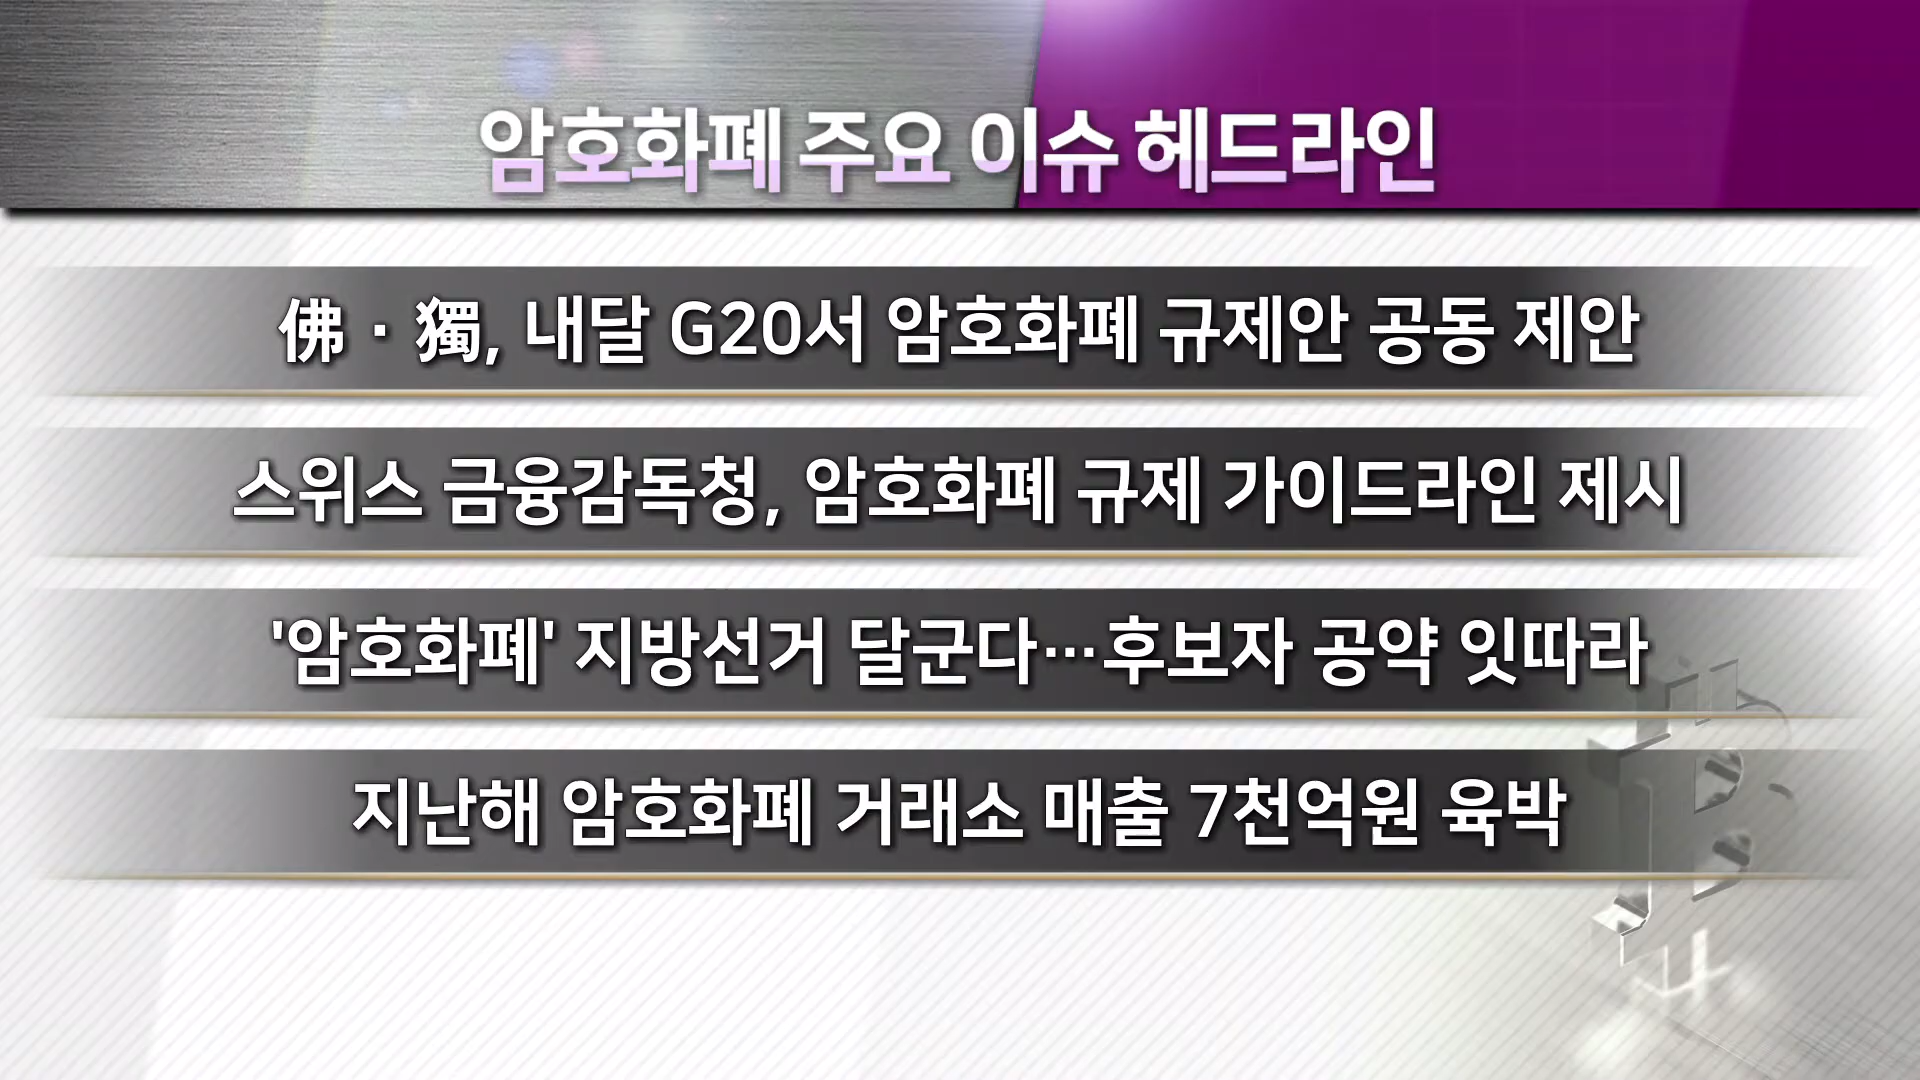 암호화폐 주요 이슈 헤드라인
佛 · 獨, 내달 G20서 암호화폐 규제안 공동 제안
스위스 금융감독청, 암호화폐 규제 가이드라인 제시
'암호화폐' 지방선거 달군다…후보자 공약 잇따라
지난해 암호화폐 거래소 매출 7천억원 육박